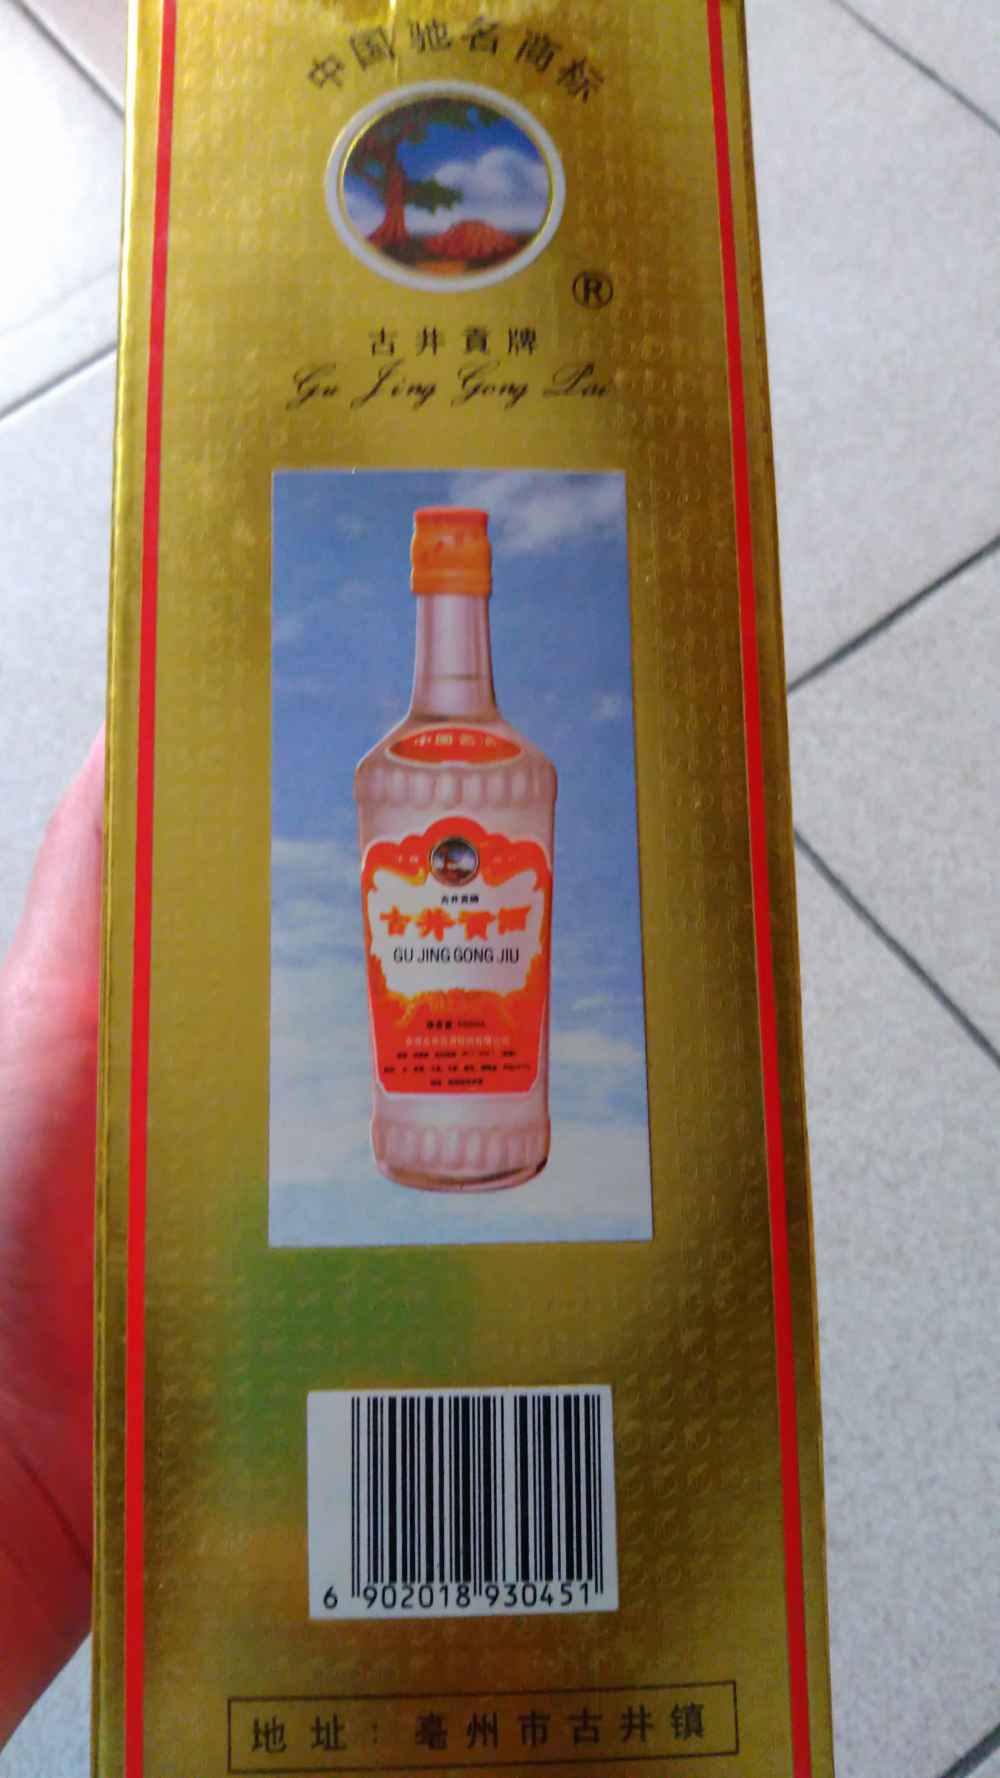 中国驰名商标
®
古井貢牌
Gu Jing Gong Pai
中国名酒
古井贡牌
古井贡酒
GU JING GONG JIU
6 902018 930451
地址：亳州市古井镇